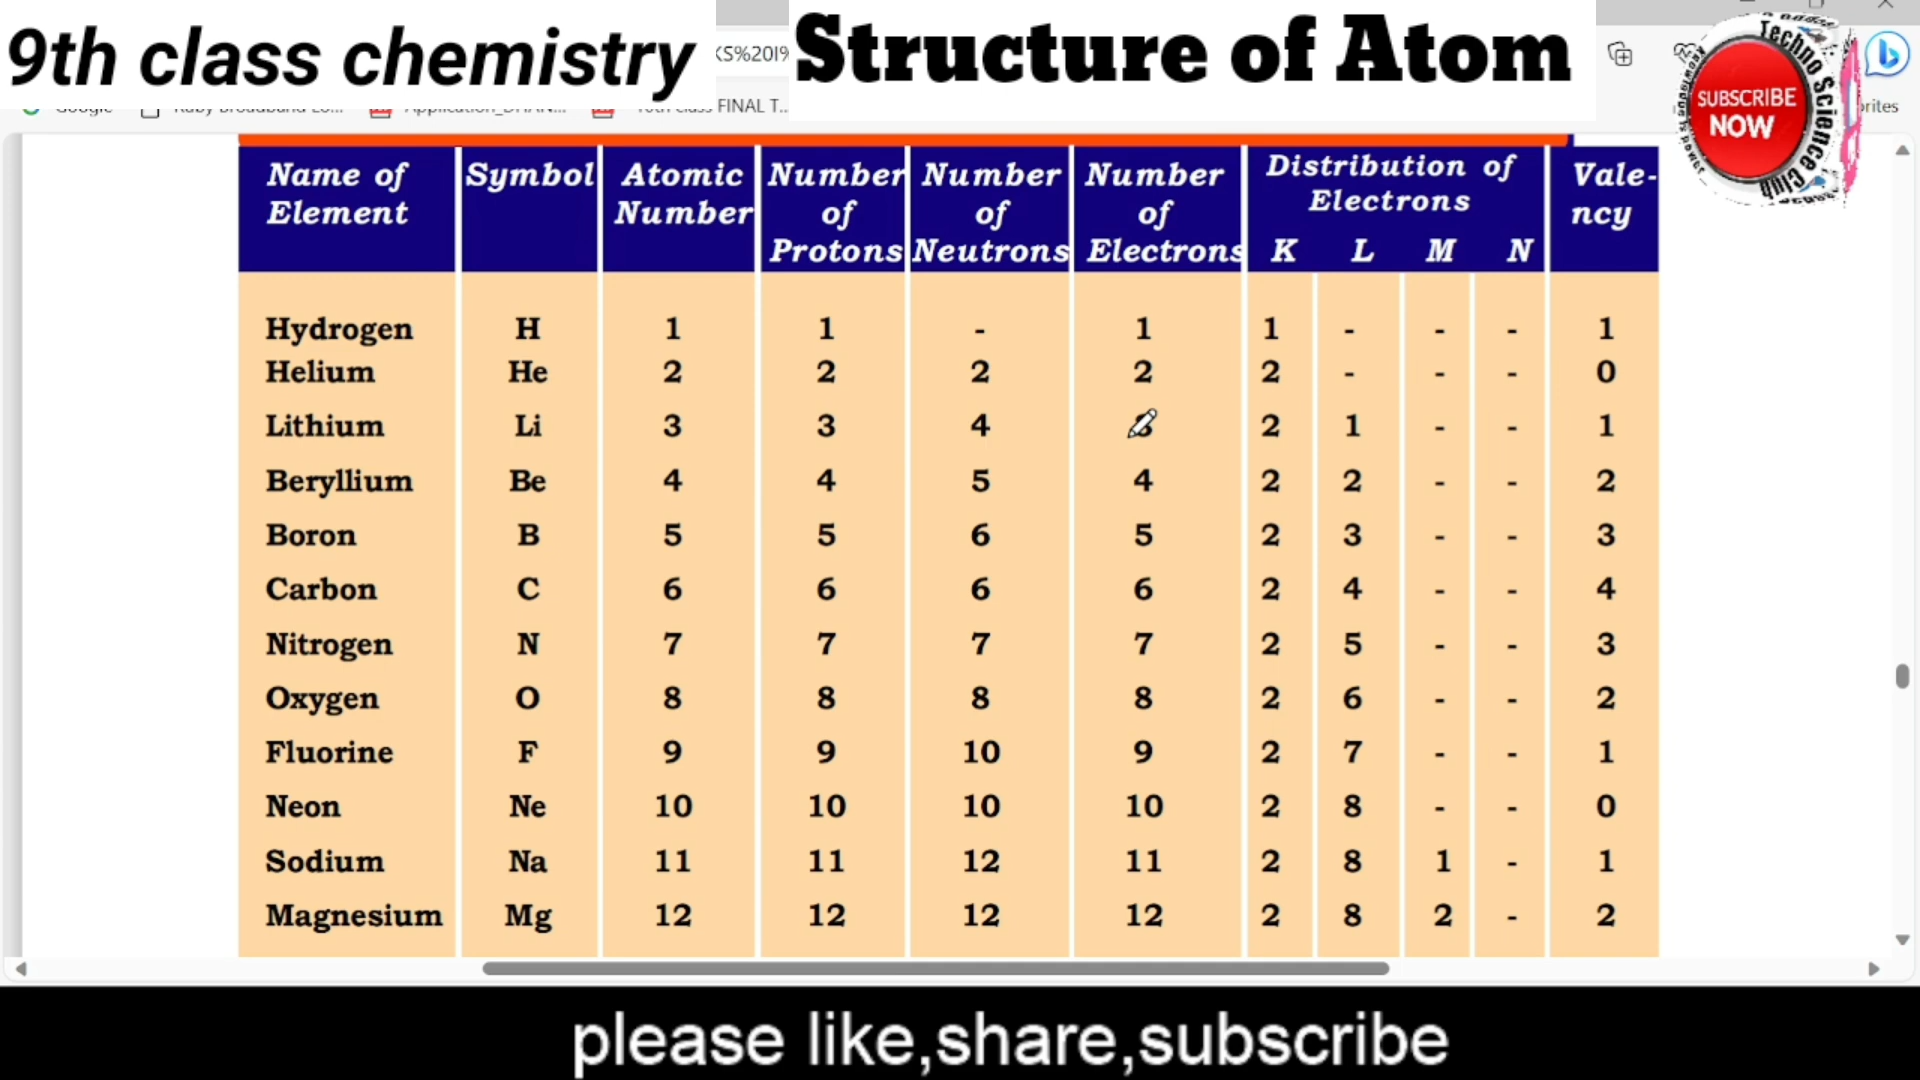 9th class chemistry
Structure of Atom
KS%20I%
FINAL T...
SUBSCRIBE
NOW
Techno Science Club
Name of Element Symbol Atomic Number Number of Protons Number of Neutrons Number of Electrons Distribution of Electrons K L M N Vale-ncy
Hydrogen H 1 1 - 1 1 - - - 1
Helium He 2 2 2 2 2 - - - 0
Lithium Li 3 3 4 2 1 - - 1
Beryllium Be 4 4 5 4 2 2 - - 2
Boron B 5 5 6 5 2 3 - - 3
Carbon C 6 6 6 6 2 4 - - 4
Nitrogen N 7 7 7 7 2 5 - - 3
Oxygen O 8 8 8 8 2 6 - - 2
Fluorine F 9 9 10 9 2 7 - - 1
Neon Ne 10 10 10 10 2 8 - - 0
Sodium Na 11 11 12 11 2 8 1 - 1
Magnesium Mg 12 12 12 12 2 8 2 - 2
please like,share,subscribe